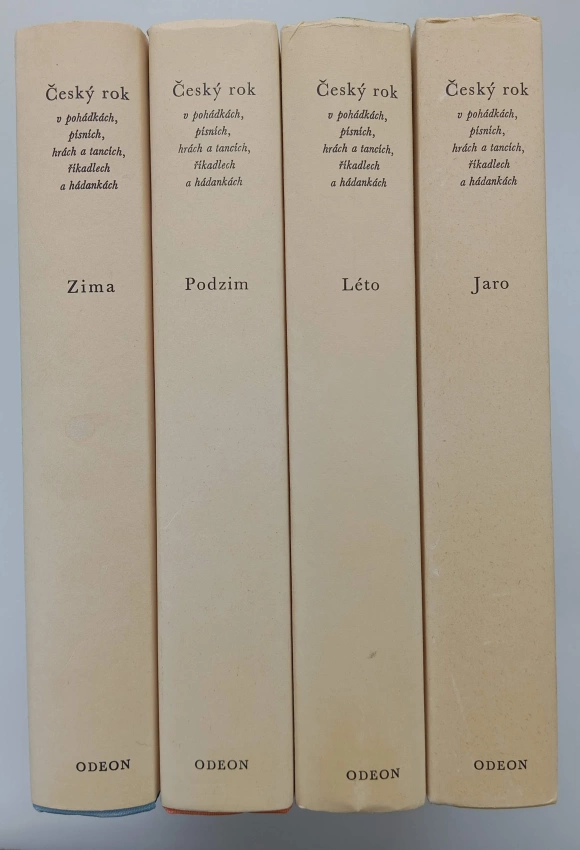 Český rok
v pohádkách,
písních,
hrách a tancích,
říkadlech
a hádankách
Zima
ODEON
Český rok
v pohádkách,
písních,
hrách a tancích,
říkadlech
a hádankách
Podzim
ODEON
Český rok
v pohádkách,
písních,
hrách a tancích,
říkadlech
a hádankách
Léto
ODEON
Český rok
v pohádkách,
písních,
hrách a tancích,
říkadlech
a hádankách
Jaro
ODEON